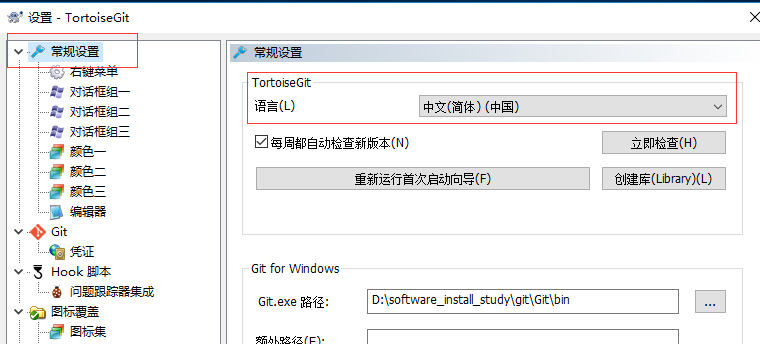 设置 - TortoiseGit
常规设置
右键菜单
对话框组一
对话框组二
对话框组三
颜色一
颜色二
颜色三
编辑器
Git
凭证
Hook 脚本
问题跟踪器集成
图标覆盖
图标集
常规设置
TortoiseGit
语言(L)
中文(简体) (中国)
每周都自动检查新版本(N)
立即检查(H)
重新运行首次启动向导(F)
创建库(Library)(L)
Git for Windows
Git.exe 路径:
D:\software_install_study\git\Git\bin
...
额外路径(E):